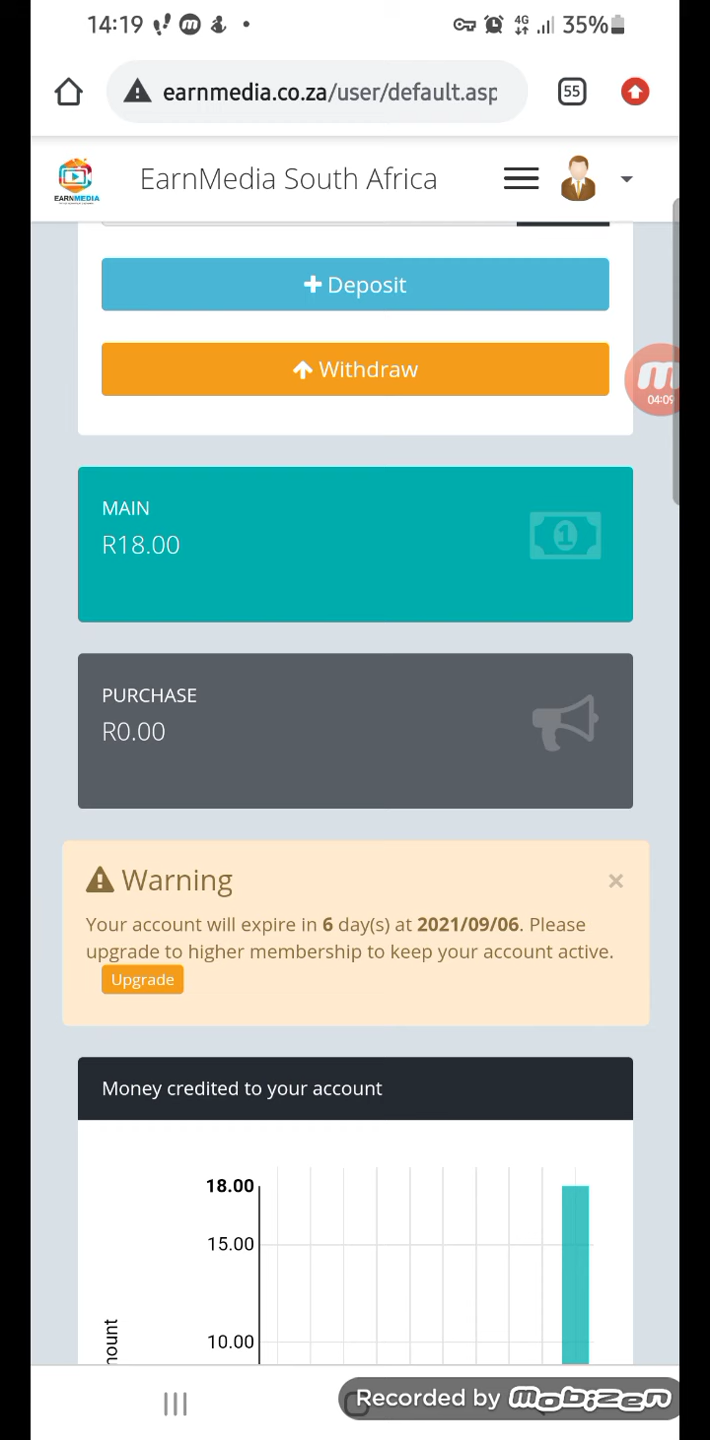 14:19
4G
35%
earnmedia.co.za/user/default.asp
55
EARNMEDIA
EarnMedia South Africa
Deposit
Withdraw
04:09
MAIN
R18.00
1
PURCHASE
R0.00
Warning
Your account will expire in 6 day(s) at 2021/09/06. Please
upgrade to higher membership to keep your account active.
Upgrade
Money credited to your account
18.00
15.00
10.00
Recorded by mobizen